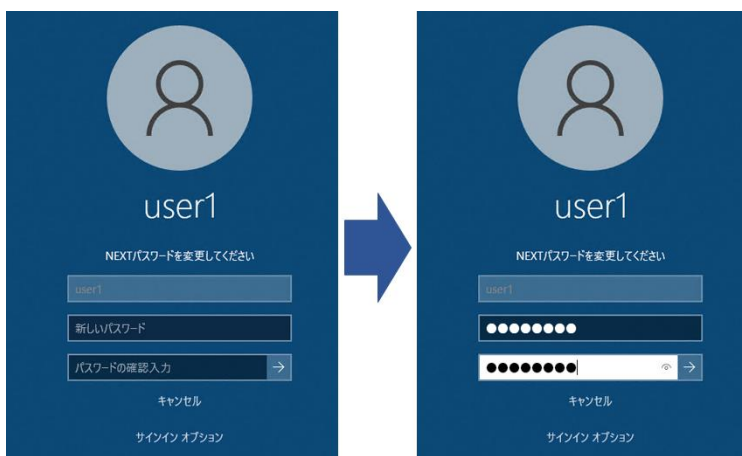 user1
NEXTパスワードを変更してください
user1
新しいパスワード
パスワードの確認入力
キャンセル
サインイン オプション
user1
NEXTパスワードを変更してください
user1
●●●●●●●●
●●●●●●●●
キャンセル
サインイン オプション